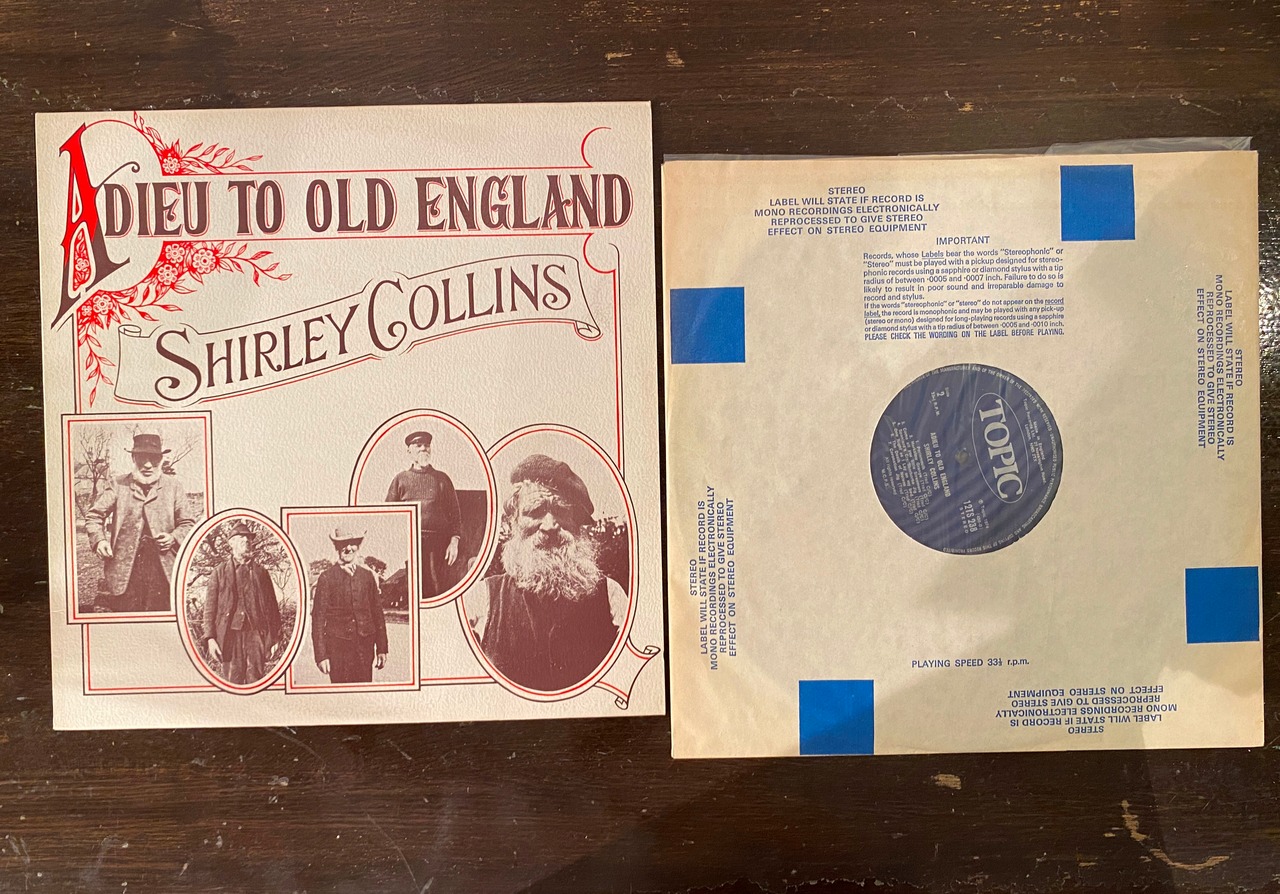 ADIEU TO OLD ENGLAND
SHIRLEY COLLINS
STEREO
LABEL WILL STATE IF RECORD IS
MONO RECORDINGS ELECTRONICALLY
REPROCESSED TO GIVE STEREO
EFFECT ON STEREO EQUIPMENT
IMPORTANT
Records, whose Labels bear the words "Stereophonic" or
"Stereo" must be played with a pickup designed for stereo-
phonic records using a sapphire or diamond stylus with a tip
radius of between ·0005 and ·0007 inch. Failure to do so is
likely to result in poor sound and irreparable damage to
record and stylus.
If the words "stereophonic" or "stereo" do not appear on the record
label, the record is monophonic and may be played with any pick-up
(stereo or mono) designed for long-playing records using a sapphire
or diamond stylus with a tip radius of between ·0005 and ·0010 inch.
PLEASE CHECK THE WORDING ON THE LABEL BEFORE PLAYING.
STEREO
LABEL WILL STATE IF RECORD IS
MONO RECORDINGS ELECTRONICALLY
REPROCESSED TO GIVE STEREO
EFFECT ON STEREO EQUIPMENT
TOPIC
ADIEU TO OLD ENGLAND
SHIRLEY COLLINS
12TS 238
2
STEREO
LABEL WILL STATE IF RECORD IS
MONO RECORDINGS ELECTRONICALLY
REPROCESSED TO GIVE STEREO
EFFECT ON STEREO EQUIPMENT
PLAYING SPEED 33⅓ r.p.m.
STEREO
LABEL WILL STATE IF RECORD IS
MONO RECORDINGS ELECTRONICALLY
REPROCESSED TO GIVE STEREO
EFFECT ON STEREO EQUIPMENT